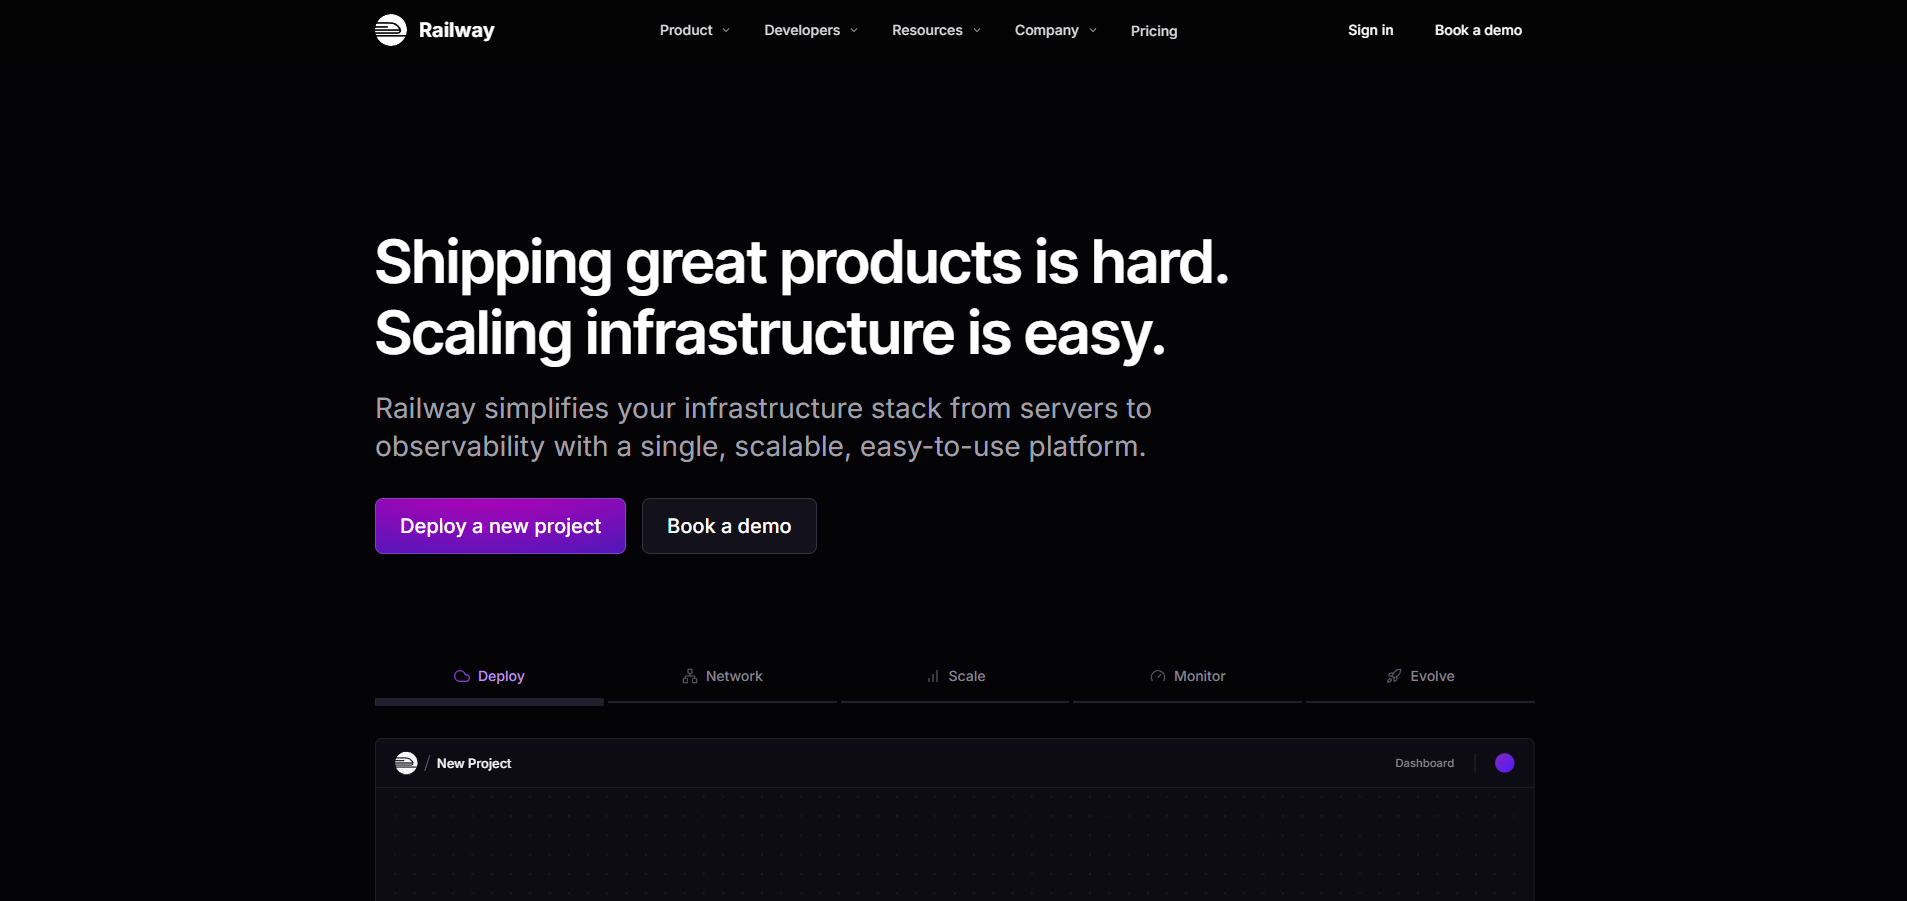 Railway
Product
Developers
Resources
Company
Pricing
Sign in
Book a demo
Shipping great products is hard.
Scaling infrastructure is easy.
Railway simplifies your infrastructure stack from servers to
observability with a single, scalable, easy-to-use platform.
Deploy a new project
Book a demo
Deploy
Network
Scale
Monitor
Evolve
/ New Project
Dashboard